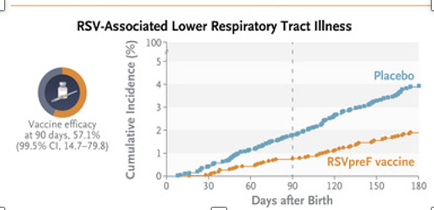 RSV-Associated Lower Respiratory Tract Illness
Vaccine efficacy
at 90 days, 57.1%
(99.5% CI, 14.7–79.8)
Cumulative Incidence (%)
100
5
4
3
2
1
0
Placebo
RSVpreF vaccine
0 30 60 90 120 150 180
Days after Birth